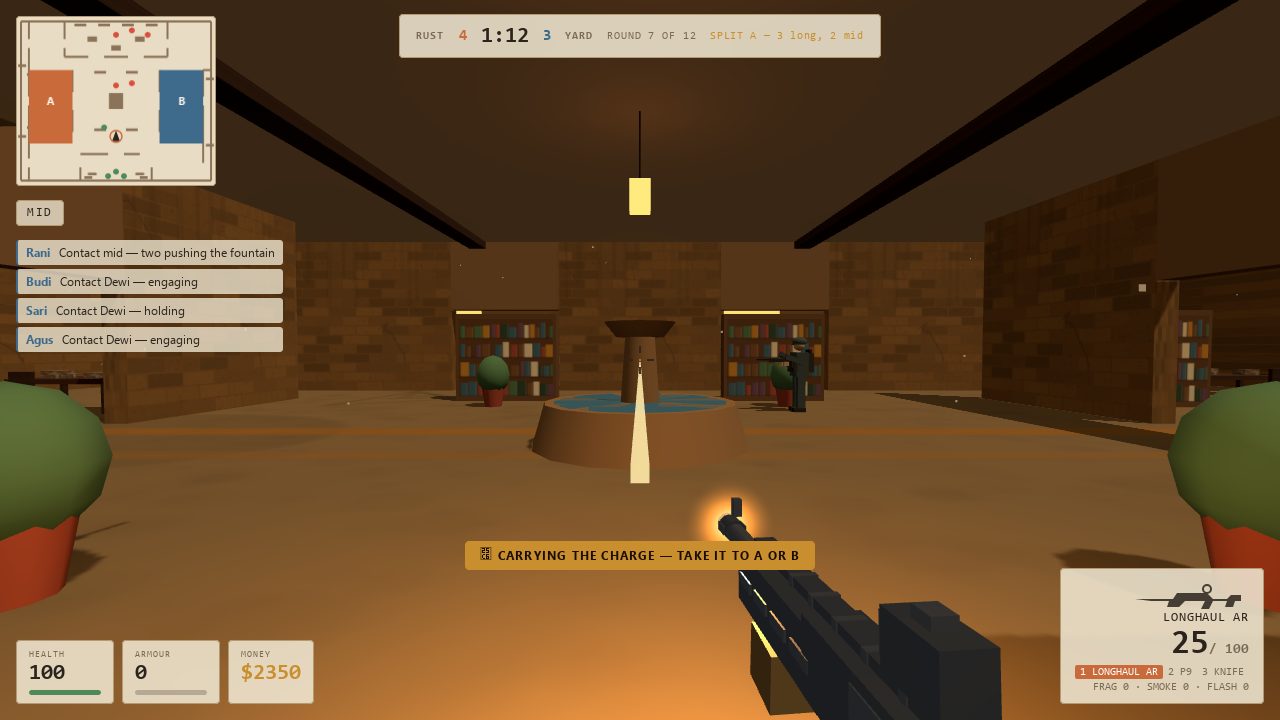 RUST 4 1:12 3 YARD ROUND 7 OF 12 SPLIT A — 3 long, 2 mid
A
B
MID
Rani Contact mid — two pushing the fountain
Budi Contact Dewi — engaging
Sari Contact Dewi — holding
Agus Contact Dewi — engaging
CARRYING THE CHARGE — TAKE IT TO A OR B
HEALTH
100
ARMOUR
0
MONEY
$2350
LONGHAUL AR
25/ 100
1 LONGHAUL AR 2 P9 3 KNIFE
FRAG 0 · SMOKE 0 · FLASH 0